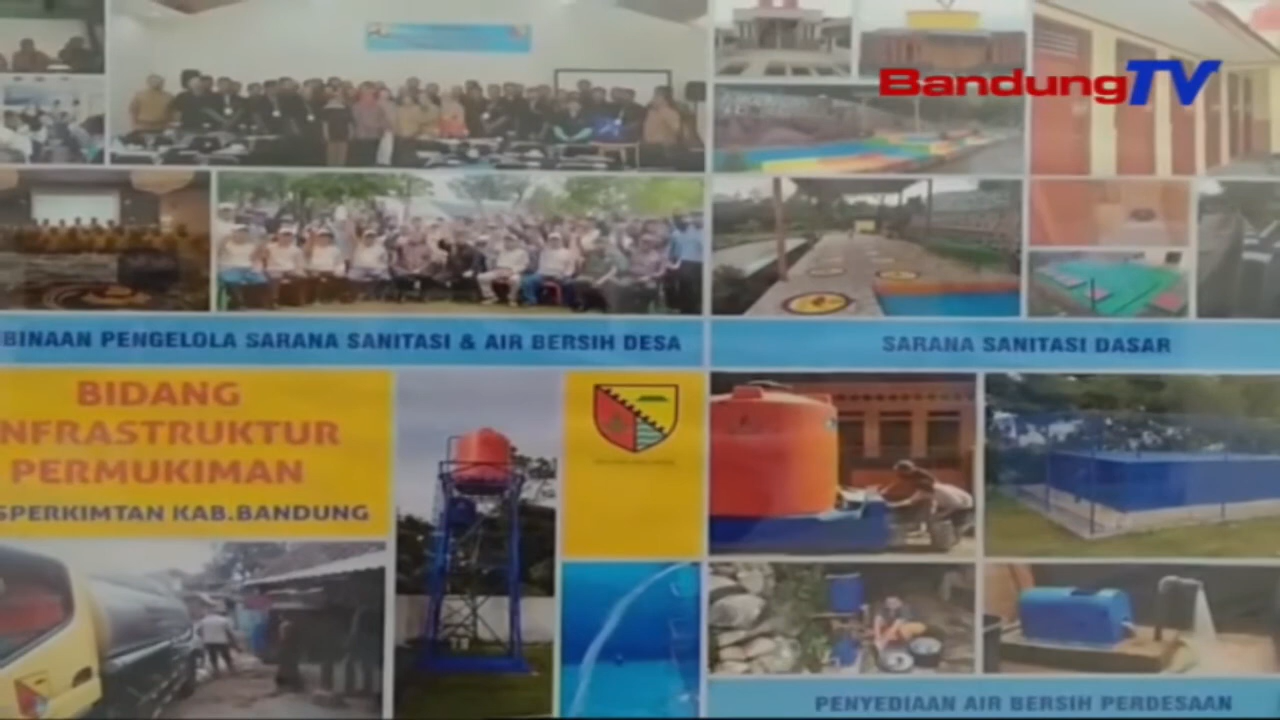 BandungTV
BINAAN PENGELOLA SARANA SANITASI & AIR BERSIH DESA
SARANA SANITASI DASAR
BIDANG
NFRASTRUKTUR
PERMUKIMAN
SPERKIMTAN KAB.BANDUNG
PENYEDIAAN AIR BERSIH PERDESAAN